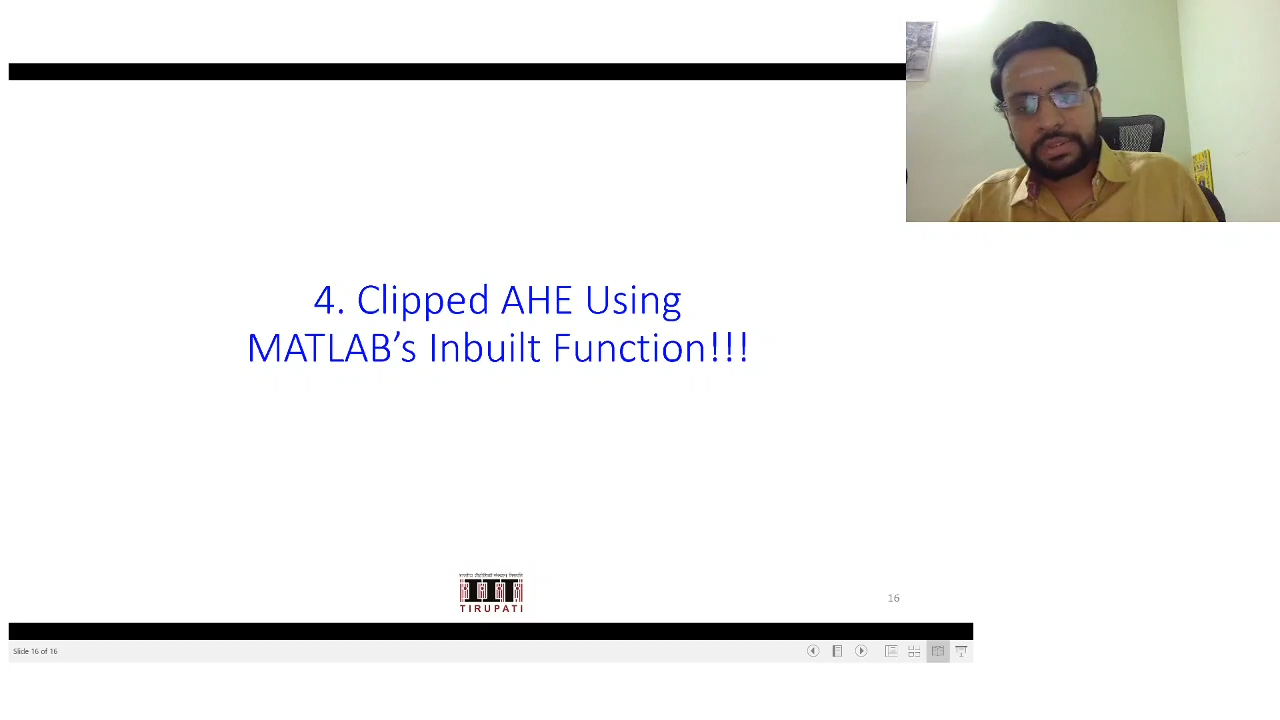 4. Clipped AHE Using
MATLAB’s Inbuilt Function!!!
TIRUPATI
16
Slide 16 of 16